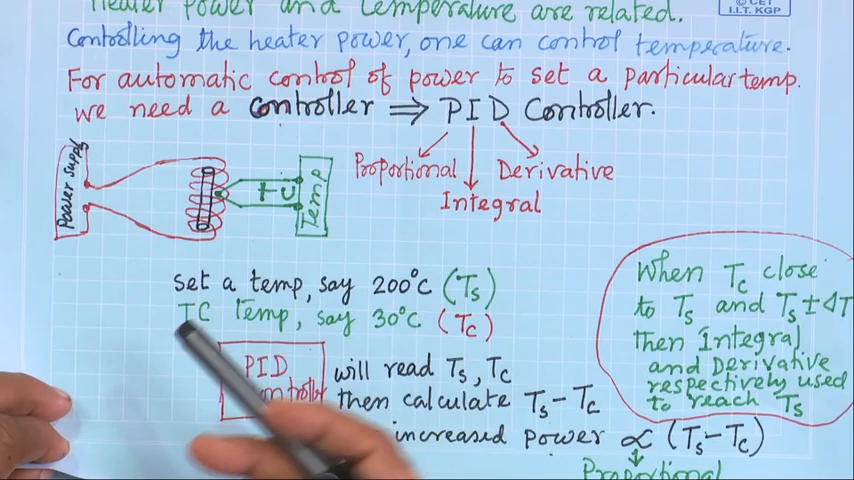 Heater Power and temperature are related.
© CET
I.I.T. KGP
Controlling the heater power, one can control temperature.
For automatic control of power to set a particular temp.
we need a controller ⇒ PID Controller.
Proportional
Derivative
Integral
Power Supply
Temp
set a temp, say 200°C (Ts)
TC Temp, say 30°C (Tc)
PID
will read Ts, Tc
then calculate Ts - Tc
increased power ∝ (Ts - Tc)
Proportional
When Tc close
to Ts and Ts ± ΔT
then Integral
and Derivative
respectively used
to reach Ts